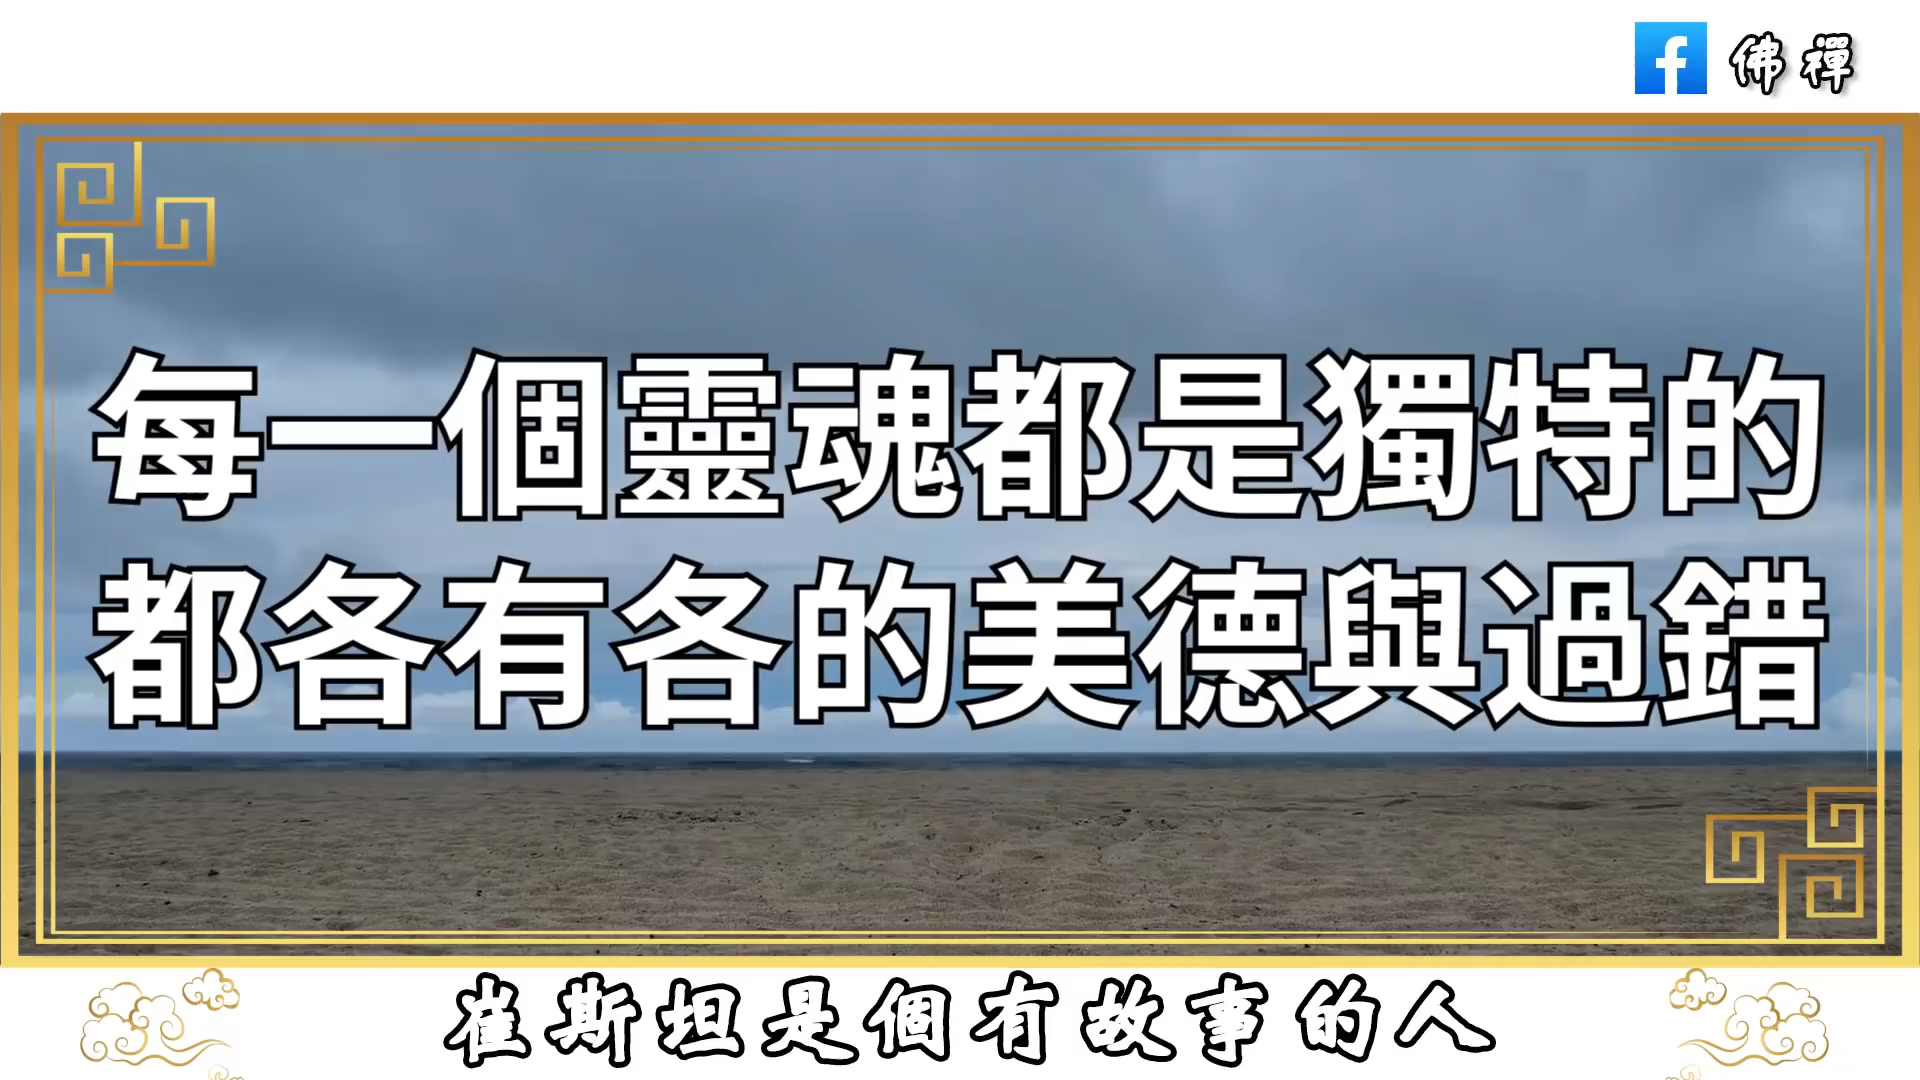 佛禪
每一個靈魂都是獨特的
都各有各的美德與過錯
崔斯坦是個有故事的人